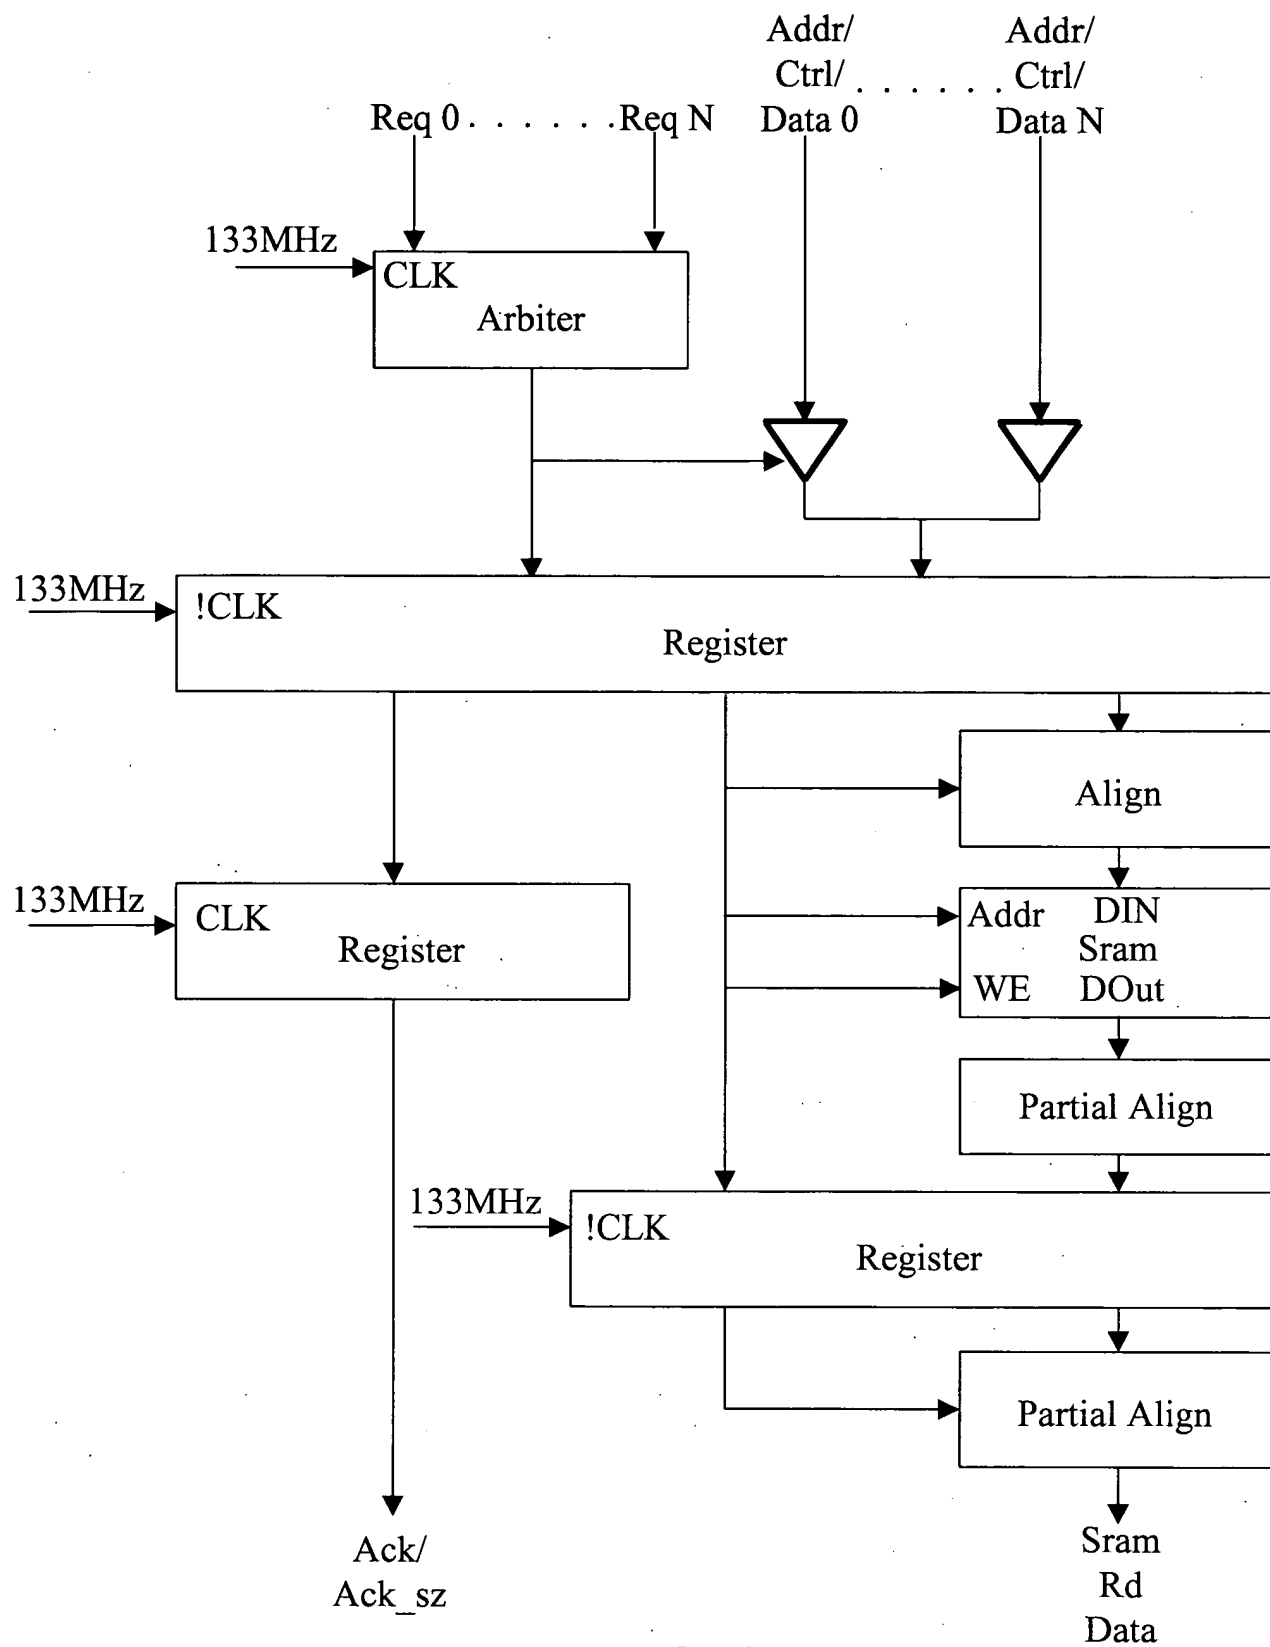 Addr/ Addr/
Ctrl/ . . . . . . Ctrl/
Req 0 . . . . . . Req N Data 0 Data N
133MHz
CLK
Arbiter
133MHz
!CLK
Register
Align
133MHz
CLK
Register
Addr DIN
Sram
WE DOut
Partial Align
133MHz
!CLK
Register
Partial Align
Ack/
Ack_sz
Sram
Rd
Data